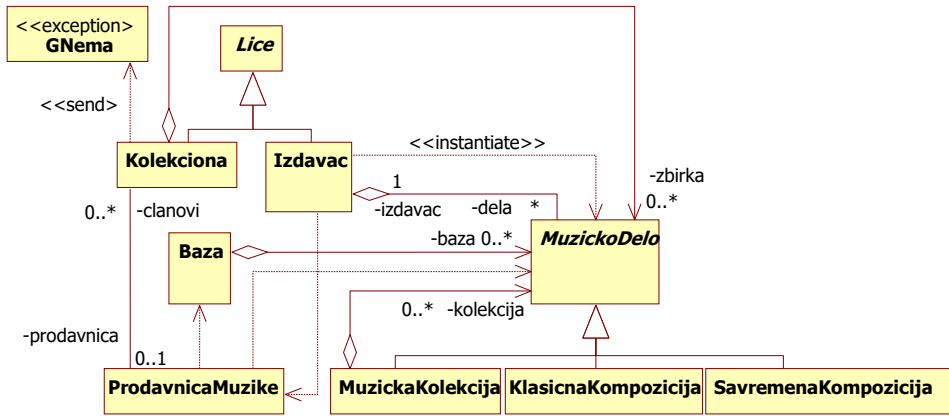 <<exception>
GNema
Lice
<<send>
Kolekciona
Izdavac
<<instantiate>>
-zbirka
0..*
1
-izdavac
-dela *
0..* -clanovi
Baza
-baza 0..*
MuzickoDelo
0..* -kolekcija
-prodavnica
0..1
ProdavnicaMuzike
MuzickaKolekcija
KlasicnaKompozicija
SavremenaKompozicija